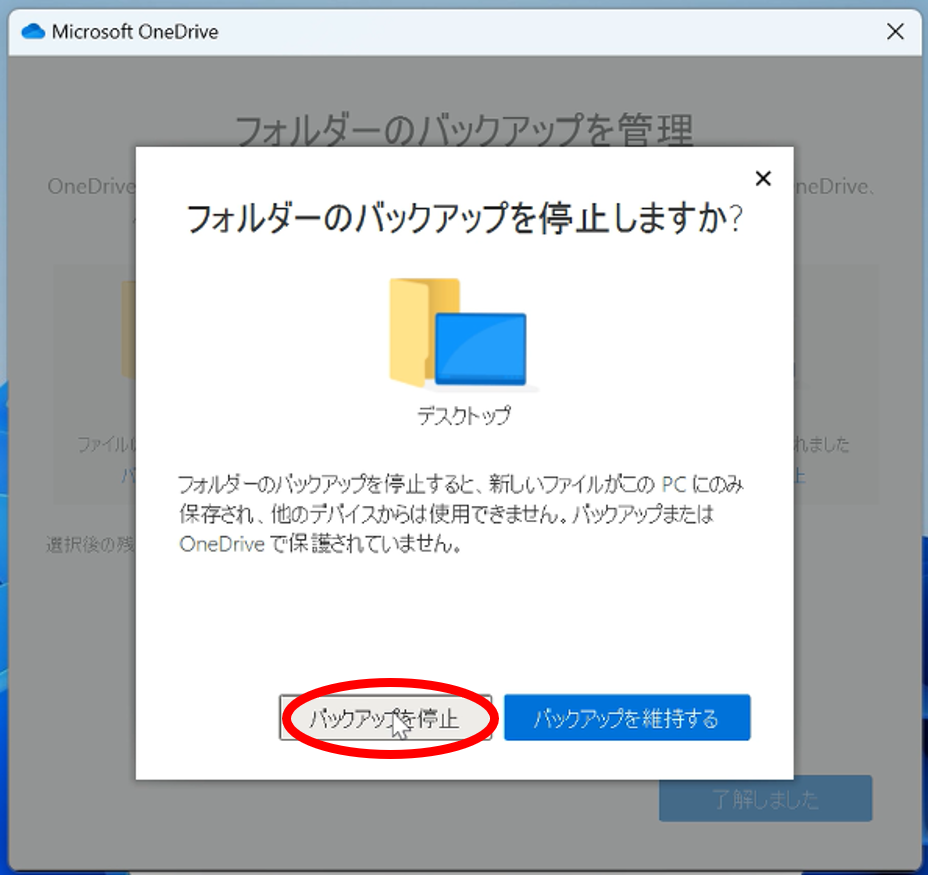 Microsoft OneDrive
フォルダーのバックアップを管理
OneDrive
neDrive、
フォルダーのバックアップを停止しますか?
デスクトップ
ファイル
れました
フォルダーのバックアップを停止すると、新しいファイルがこの PC にのみ
保存され、他のデバイスからは使用できません。バックアップまたは
OneDrive で保護されていません。
選択後の残
バックアップを停止
バックアップを維持する
了解しました